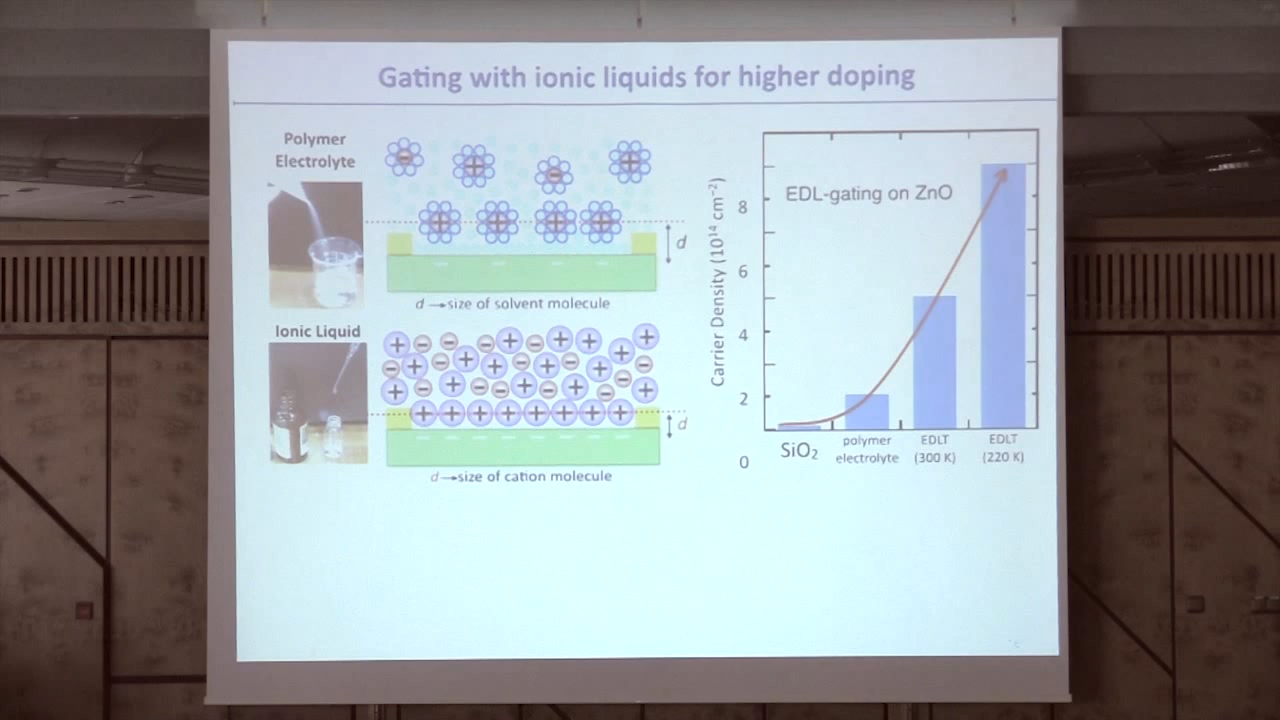 Gating with ionic liquids for higher doping
Polymer
Electrolyte
d
d → size of solvent molecule
Ionic Liquid
d
d → size of cation molecule
EDL-gating on ZnO
Carrier Density (10¹⁴ cm⁻²)
8
6
4
2
0
SiO₂
polymer
electrolyte
EDLT
(300 K)
EDLT
(220 K)